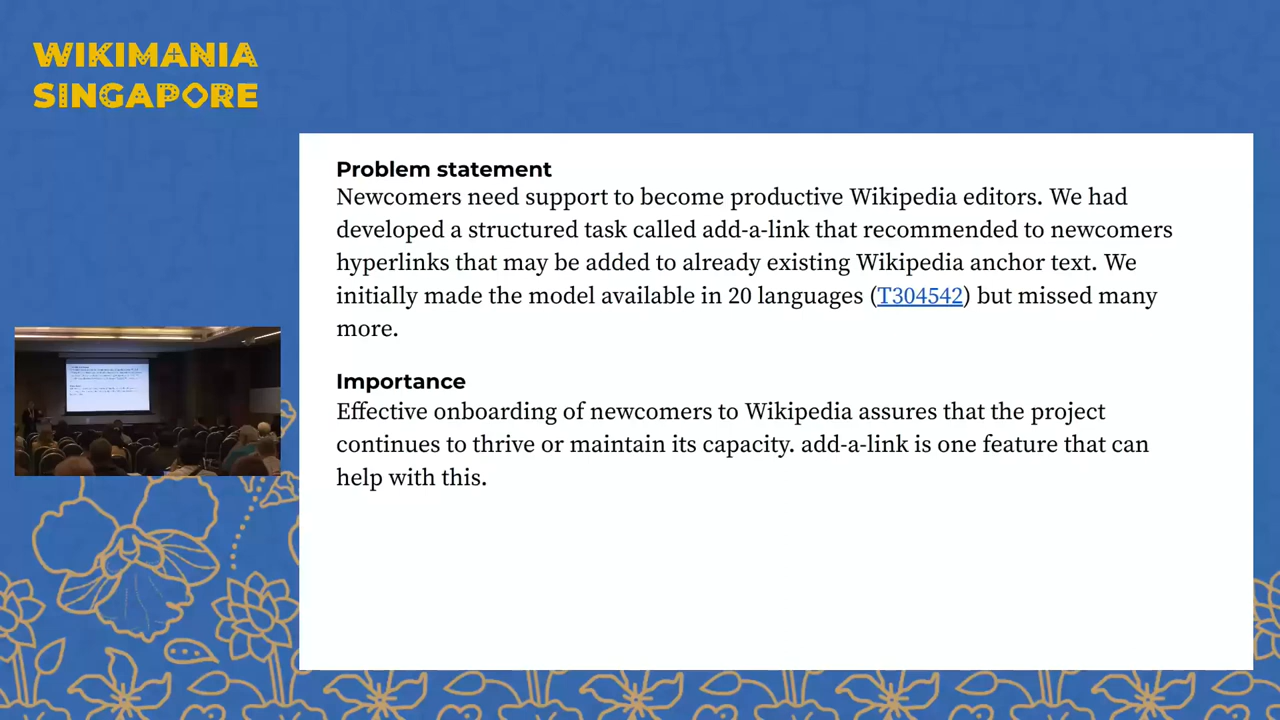 WIKIMANIA
SINGAPORE
Problem statement
Newcomers need support to become productive Wikipedia editors. We had
developed a structured task called add-a-link that recommended to newcomers
hyperlinks that may be added to already existing Wikipedia anchor text. We
initially made the model available in 20 languages (T304542) but missed many
more.
Importance
Effective onboarding of newcomers to Wikipedia assures that the project
continues to thrive or maintain its capacity. add-a-link is one feature that can
help with this.